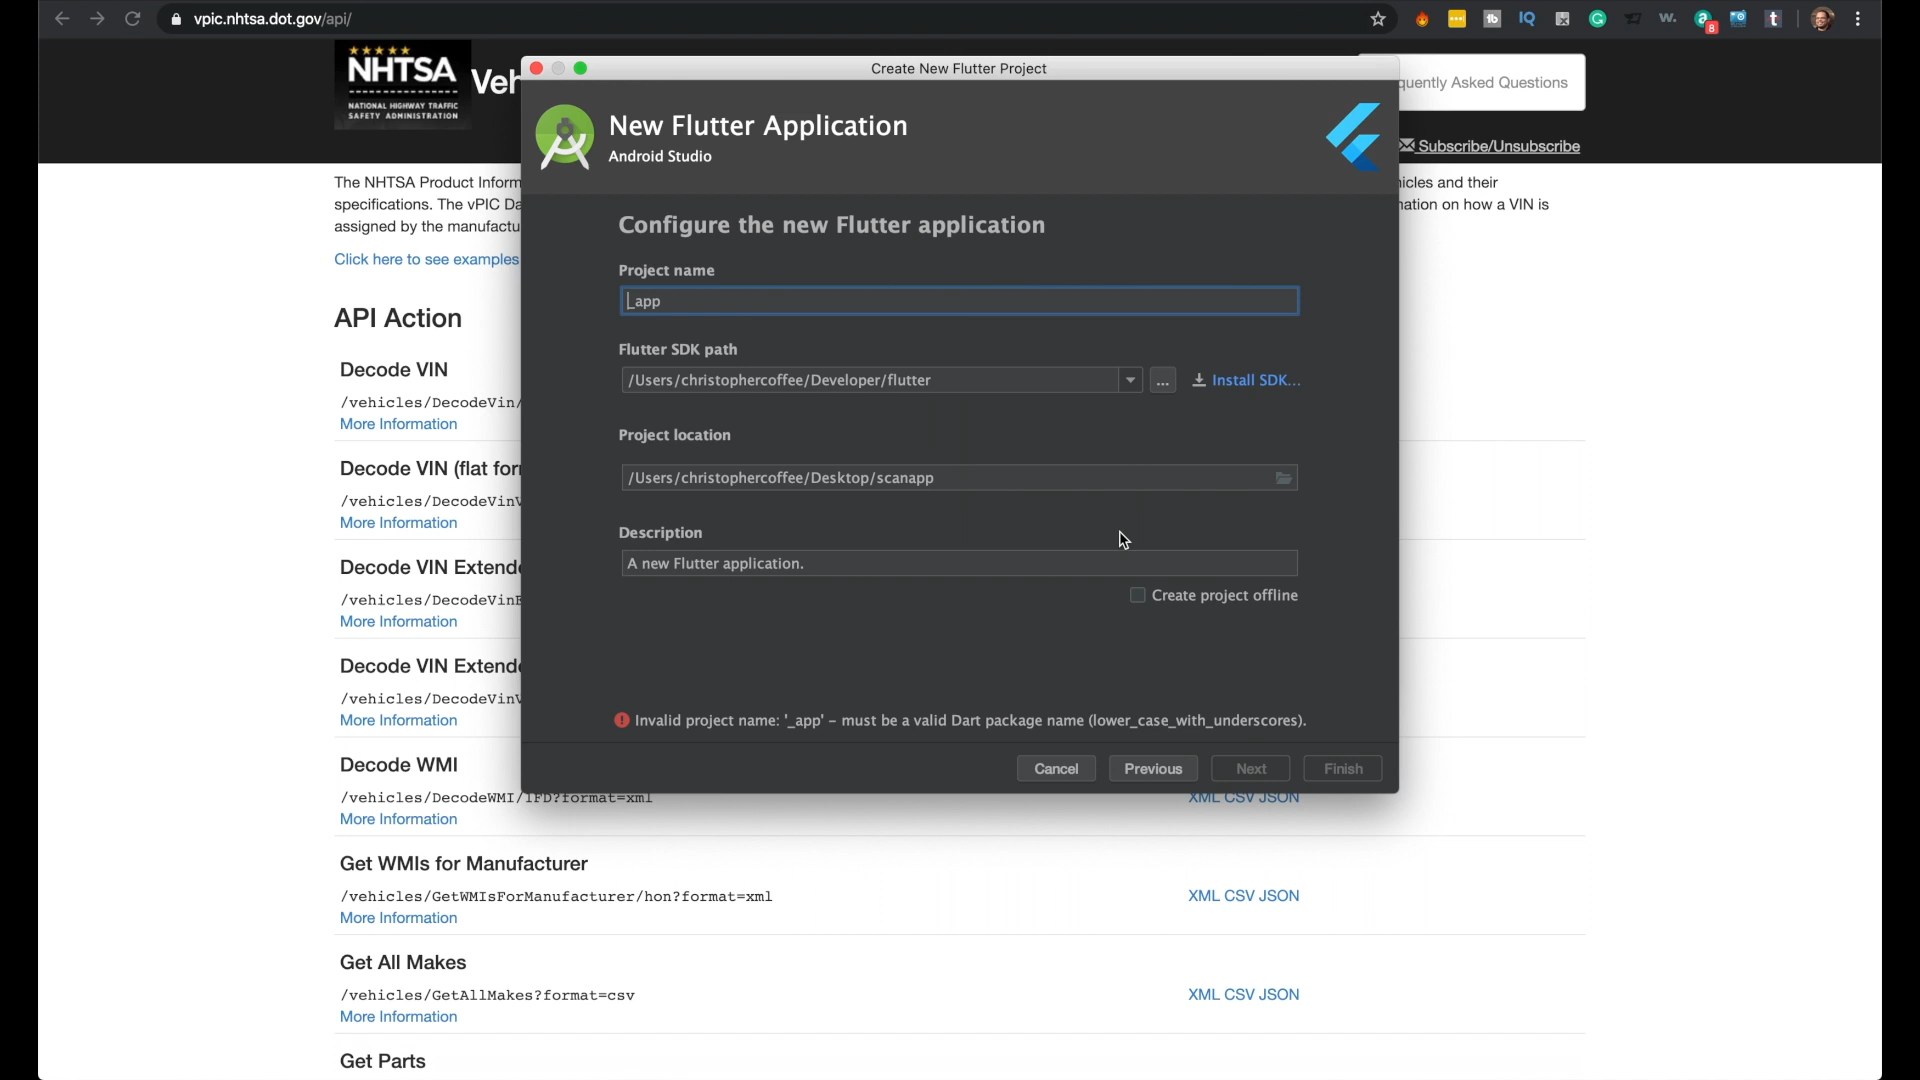 vpic.nhtsa.dot.gov/api/
tb
IQ
w.
8
t
NHTSA
NATIONAL HIGHWAY TRAFFIC
SAFETY ADMINISTRATION
Veh
quently Asked Questions
Subscribe/Unsubscribe
Create New Flutter Project
New Flutter Application
Android Studio
The NHTSA Product Inform
icles and their
specifications. The vPIC Da
ation on how a VIN is
assigned by the manufactu
Click here to see examples
Configure the new Flutter application
Project name
_app
Flutter SDK path
/Users/christophercoffee/Developer/flutter
...
Install SDK...
Project location
/Users/christophercoffee/Desktop/scanapp
Description
A new Flutter application.
Create project offline
Invalid project name: '_app' – must be a valid Dart package name (lower_case_with_underscores).
Cancel
Previous
Next
Finish
API Action
Decode VIN
/vehicles/DecodeVin/
More Information
Decode VIN (flat for
/vehicles/DecodeVinV
More Information
Decode VIN Extende
/vehicles/DecodeVinE
More Information
Decode VIN Extende
/vehicles/DecodeVinV
More Information
Decode WMI
/vehicles/DecodeWMI/1FD?format=xml
XML CSV JSON
More Information
Get WMIs for Manufacturer
/vehicles/GetWMIsForManufacturer/hon?format=xml
XML CSV JSON
More Information
Get All Makes
/vehicles/GetAllMakes?format=csv
XML CSV JSON
More Information
Get Parts